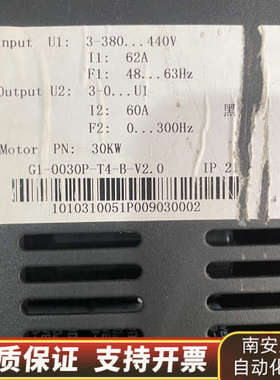 Input U1: 3-380...440V
I1: 62A
F1: 48...63Hz
Output U2: 3-0...U1
I2: 60A
黑
F2: 0...300Hz
Motor PN: 30KW
G1-0030P-T4-B-V2.0 IP 2
1010310051P009030002
质保证 支持开票
南安
自动化